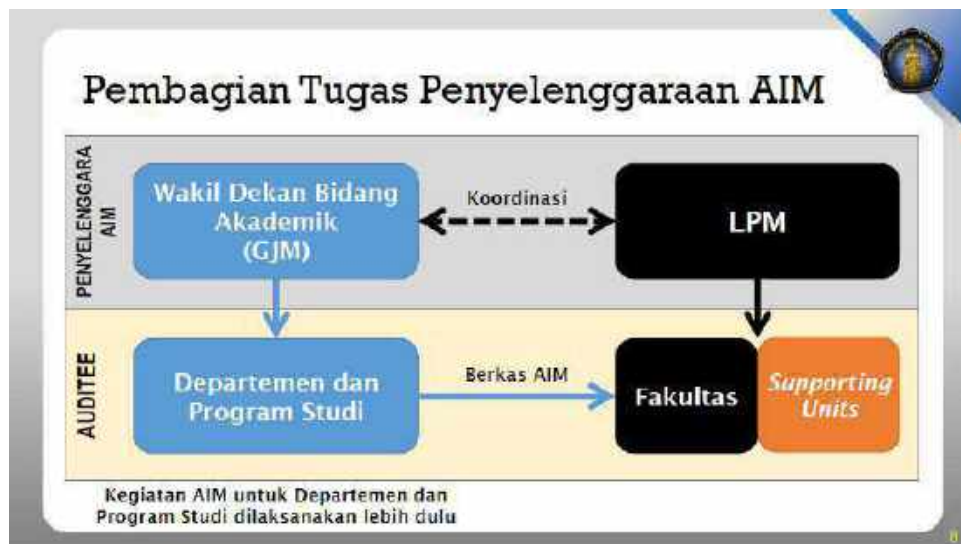 Pembagian Tugas Penyelenggaraan AIM
PENYELENGGARA
AIM
Wakil Dekan Bidang
Akademik
(GJM)
Koordinasi
LPM
AUDITEE
Departemen dan
Program Studi
Berkas AIM
Fakultas
Supporting
Units
Kegiatan AIM untuk Departemen dan
Program Studi dilaksanakan lebih dulu
8